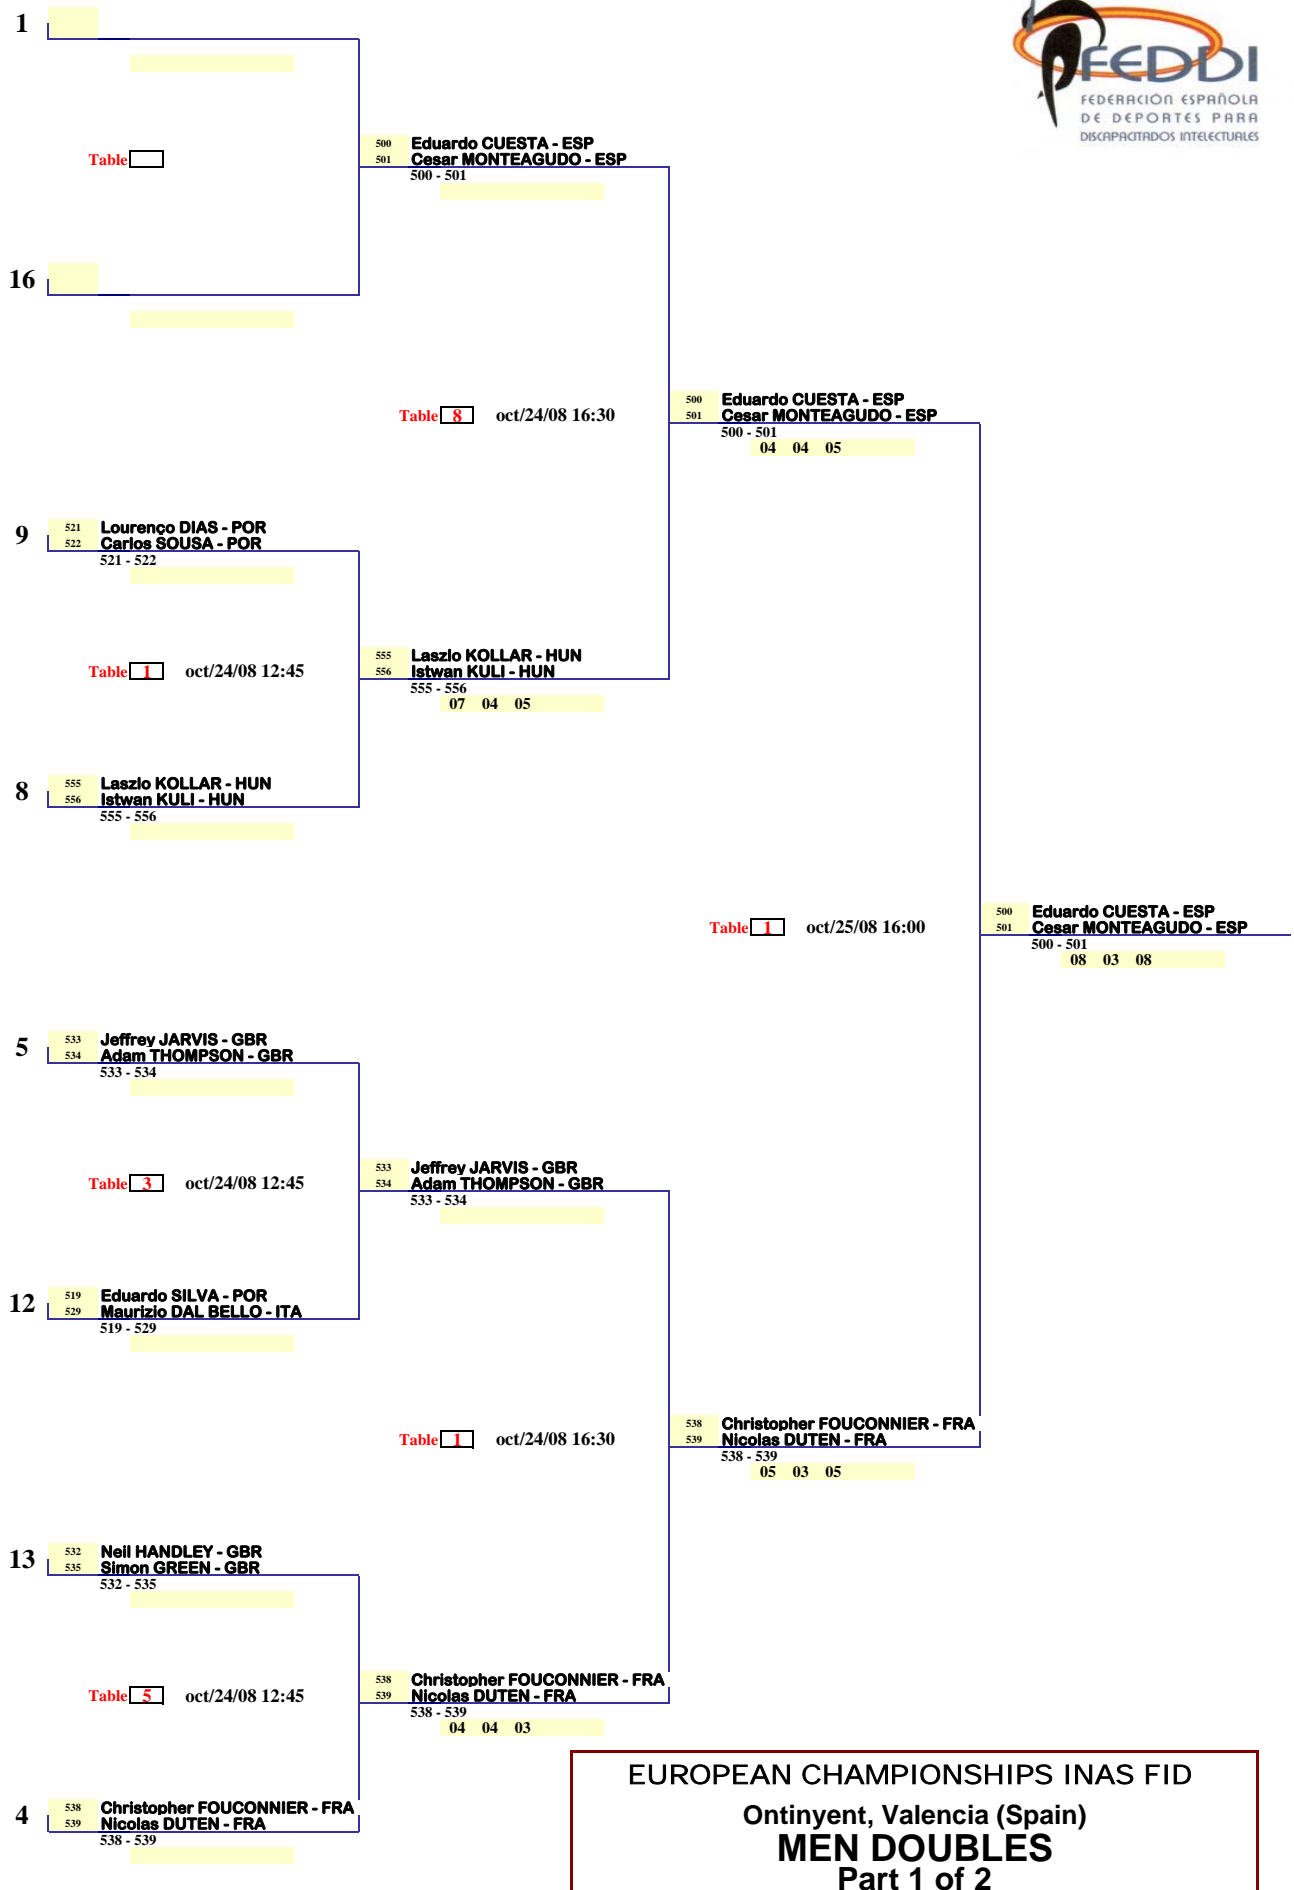 1
FEDDI
FEDERACIÓN ESPAÑOLA
DE DEPORTES PARA
DISCAPACITADOS INTELECTUALES
500 Eduardo CUESTA - ESP
Table
501 Cesar MONTEAGUDO - ESP
500 - 501
16
Table 8 oct/24/08 16:30
500 Eduardo CUESTA - ESP
501 Cesar MONTEAGUDO - ESP
500 - 501
04 04 05
9
521 Lourenço DIAS - POR
522 Carlos SOUSA - POR
521 - 522
Table 1 oct/24/08 12:45
555 Laszlo KOLLAR - HUN
556 Istwan KULI - HUN
555 - 556
07 04 05
8
555 Laszlo KOLLAR - HUN
556 Istwan KULI - HUN
555 - 556
Table 1 oct/25/08 16:00
500 Eduardo CUESTA - ESP
501 Cesar MONTEAGUDO - ESP
500 - 501
08 03 08
5
533 Jeffrey JARVIS - GBR
534 Adam THOMPSON - GBR
533 - 534
Table 3 oct/24/08 12:45
533 Jeffrey JARVIS - GBR
534 Adam THOMPSON - GBR
533 - 534
12
519 Eduardo SILVA - POR
529 Maurizio DAL BELLO - ITA
519 - 529
Table 1 oct/24/08 16:30
538 Christopher FOUCONNIER - FRA
539 Nicolas DUTEN - FRA
538 - 539
05 03 05
13
532 Neil HANDLEY - GBR
535 Simon GREEN - GBR
532 - 535
Table 5 oct/24/08 12:45
538 Christopher FOUCONNIER - FRA
539 Nicolas DUTEN - FRA
538 - 539
04 04 03
4
538 Christopher FOUCONNIER - FRA
539 Nicolas DUTEN - FRA
538 - 539
EUROPEAN CHAMPIONSHIPS INAS FID
Ontinyent, Valencia (Spain)
MEN DOUBLES
Part 1 of 2